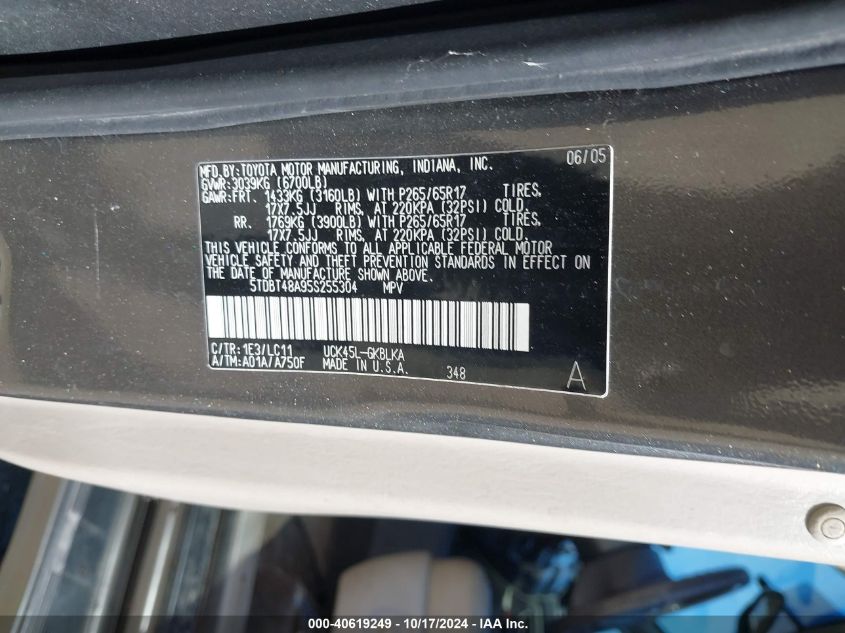 06/05
MFD.BY:TOYOTA MOTOR MANUFACTURING, INDIANA, INC.
GVWR:3039KG (6700LB)
GAWR:FRT. 1433KG (3160LB) WITH P265/65R17 TIRES,
17X7.5JJ RIMS, AT 220KPA (32PSI) COLD.
RR. 1769KG (3900LB) WITH P265/65R17 TIRES,
17X7.5JJ RIMS, AT 220KPA (32PSI) COLD.
THIS VEHICLE CONFORMS TO ALL APPLICABLE FEDERAL MOTOR
VEHICLE SAFETY AND THEFT PREVENTION STANDARDS IN EFFECT ON
THE DATE OF MANUFACTURE SHOWN ABOVE.
5TDBT48A95S255304 MPV
C/TR:1E3/LC11 UCK45L-GKBLKA
A/TM:A01A/A750F MADE IN U.S.A. 348 A
000-40619249 - 10/17/2024 - IAA Inc.